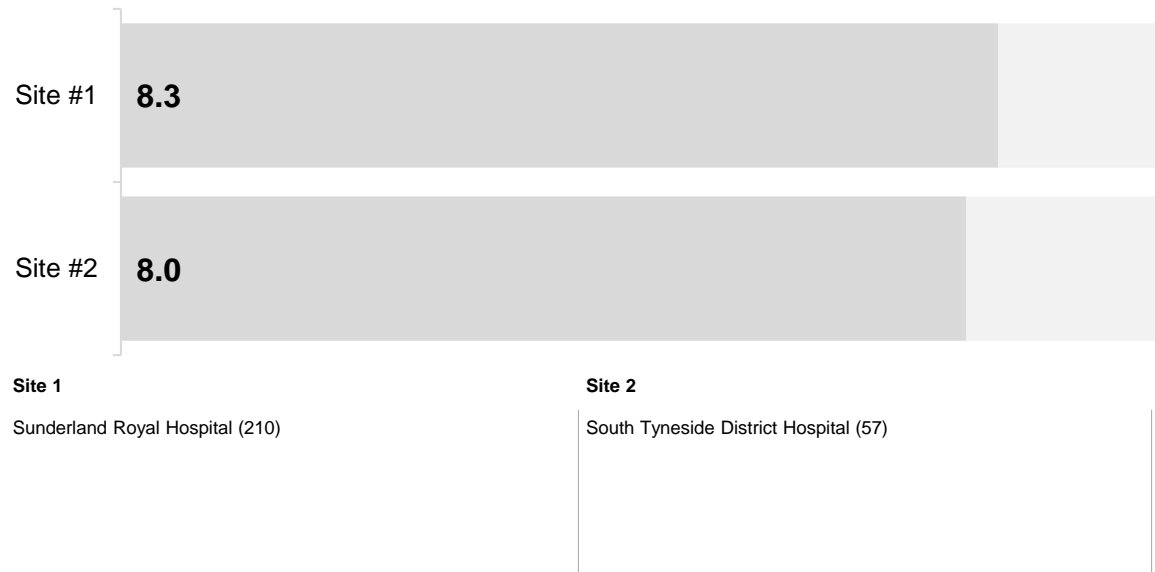 Site #1
8.3
Site #2
8.0
Site 1
Site 2
Sunderland Royal Hospital (210)
South Tyneside District Hospital (57)